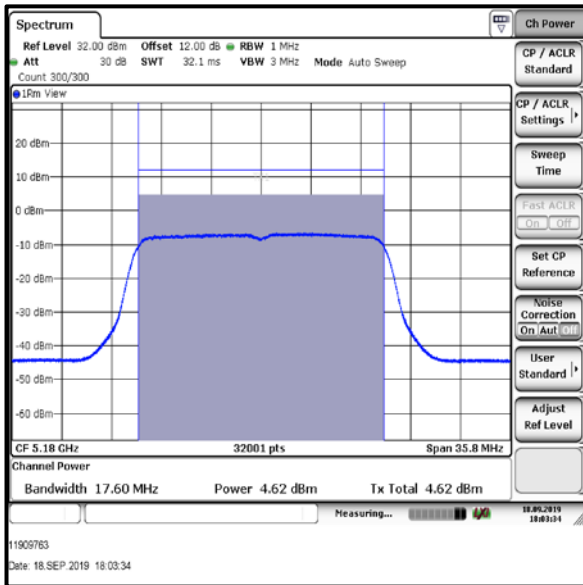 Spectrum
Ref Level 32.00 dBm Offset 12.00 dB RBW 1 MHz
Att 30 dB SWT 32.1 ms VBW 3 MHz Mode Auto Sweep
Count 300/300
1Rm View
20 dBm
10 dBm
0 dBm
-10 dBm
-20 dBm
-30 dBm
-40 dBm
-50 dBm
-60 dBm
CF 5.18 GHz 32001 pts Span 35.8 MHz
Channel Power
Bandwidth 17.60 MHz Power 4.62 dBm Tx Total 4.62 dBm
Measuring... 18.09.2019
18:03:34
Ch Power
CP / ACLR
Standard
CP / ACLR
Settings
Sweep
Time
Fast ACLR
On Off
Set CP
Reference
Noise
Correction
On Aut Off
User
Standard
Adjust
Ref Level
11909763
Date: 18.SEP.2019 18:03:34